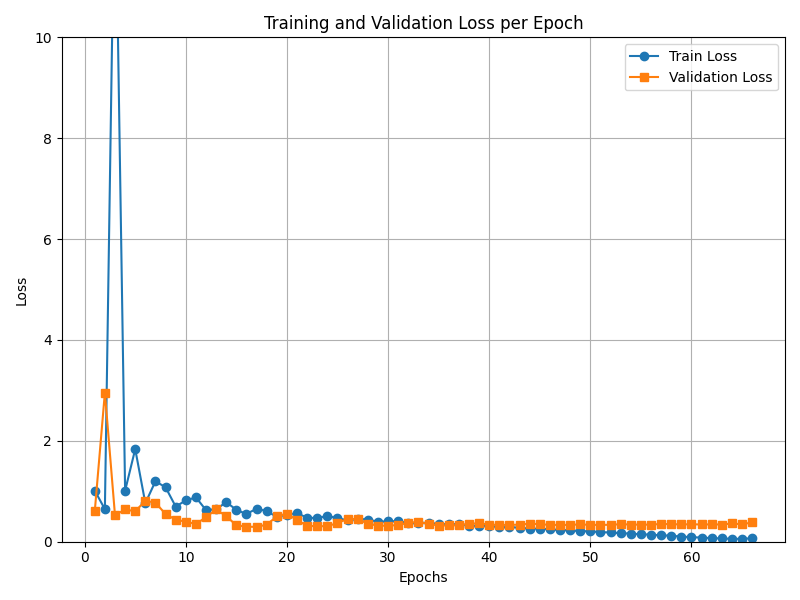 Training and Validation Loss per Epoch
Train Loss
Validation Loss
10
8
6
4
2
0
Loss
0 10 20 30 40 50 60
Epochs